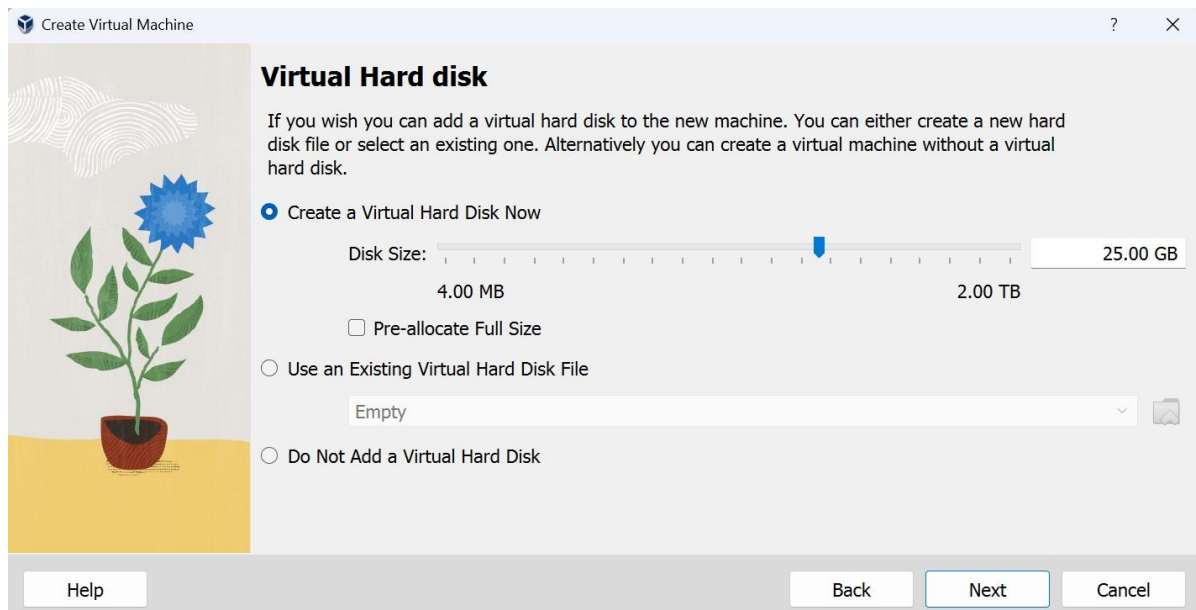 Create Virtual Machine
?
Virtual Hard disk
If you wish you can add a virtual hard disk to the new machine. You can either create a new hard
disk file or select an existing one. Alternatively you can create a virtual machine without a virtual
hard disk.
Create a Virtual Hard Disk Now
Disk Size:
25.00 GB
4.00 MB
2.00 TB
Pre-allocate Full Size
Use an Existing Virtual Hard Disk File
Empty
Do Not Add a Virtual Hard Disk
Help
Back
Next
Cancel